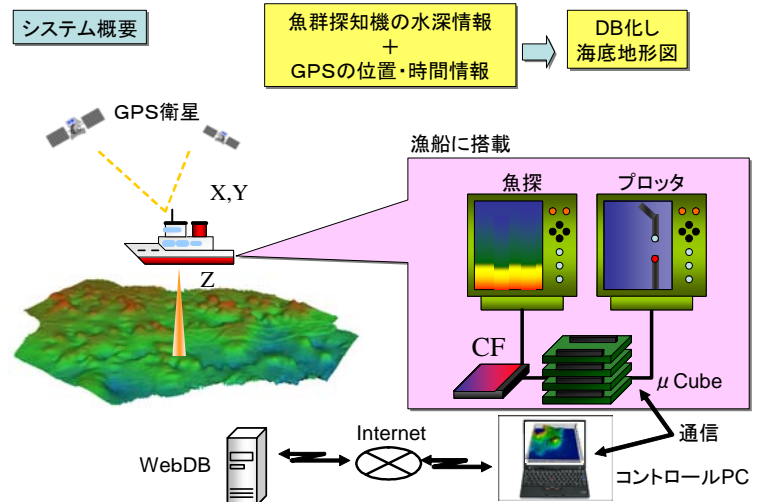 システム概要
魚群探知機の水深情報
＋
GPSの位置・時間情報
DB化し
海底地形図
GPS衛星
漁船に搭載
魚探
プロッタ
X,Y
Z
CF
μCube
通信
Internet
WebDB
コントロールPC